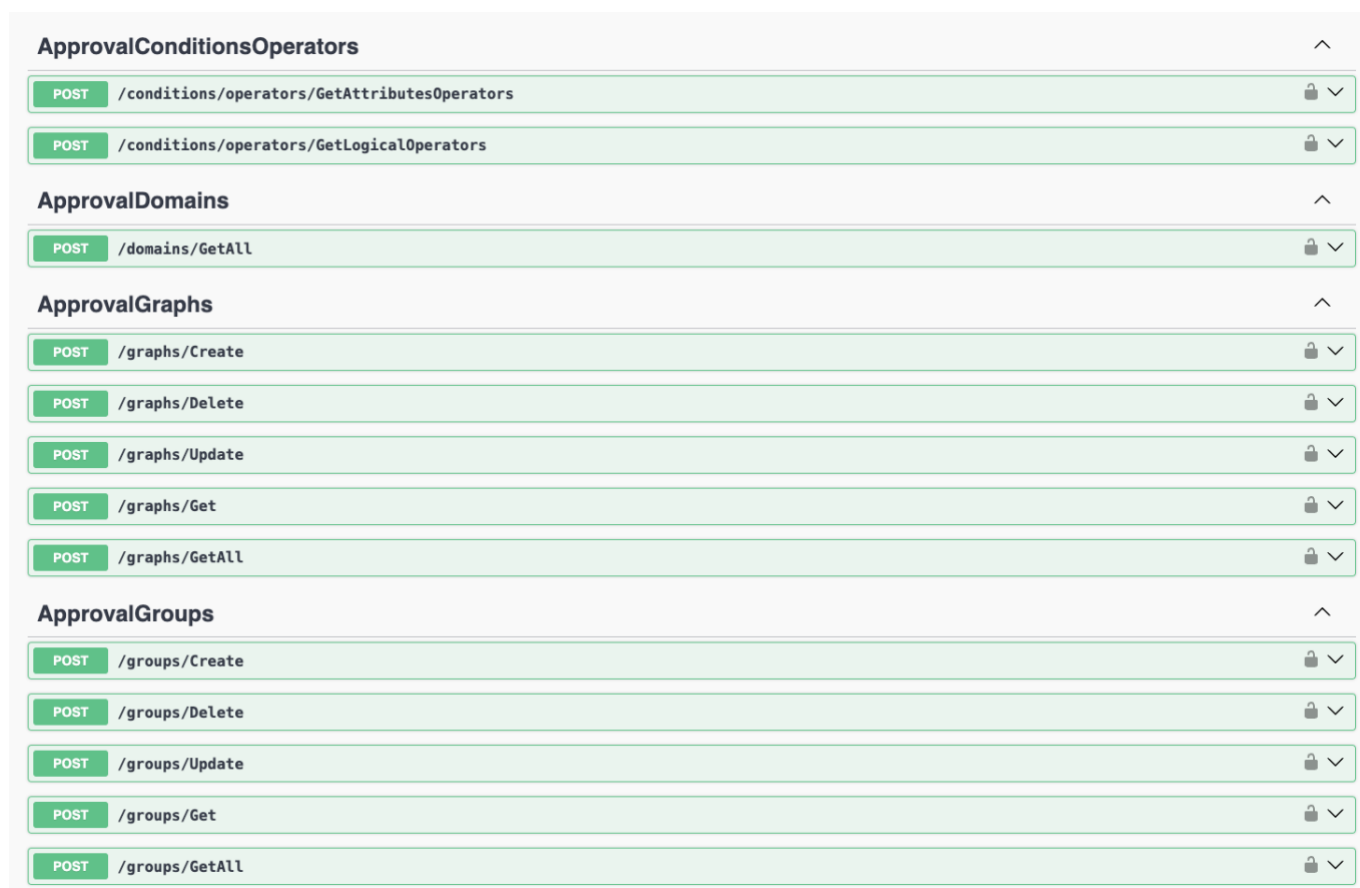 ApprovalConditionsOperators
POST /conditions/operators/GetAttributesOperators
POST /conditions/operators/GetLogicalOperators
ApprovalDomains
POST /domains/GetAll
ApprovalGraphs
POST /graphs/Create
POST /graphs/Delete
POST /graphs/Update
POST /graphs/Get
POST /graphs/GetAll
ApprovalGroups
POST /groups/Create
POST /groups/Delete
POST /groups/Update
POST /groups/Get
POST /groups/GetAll